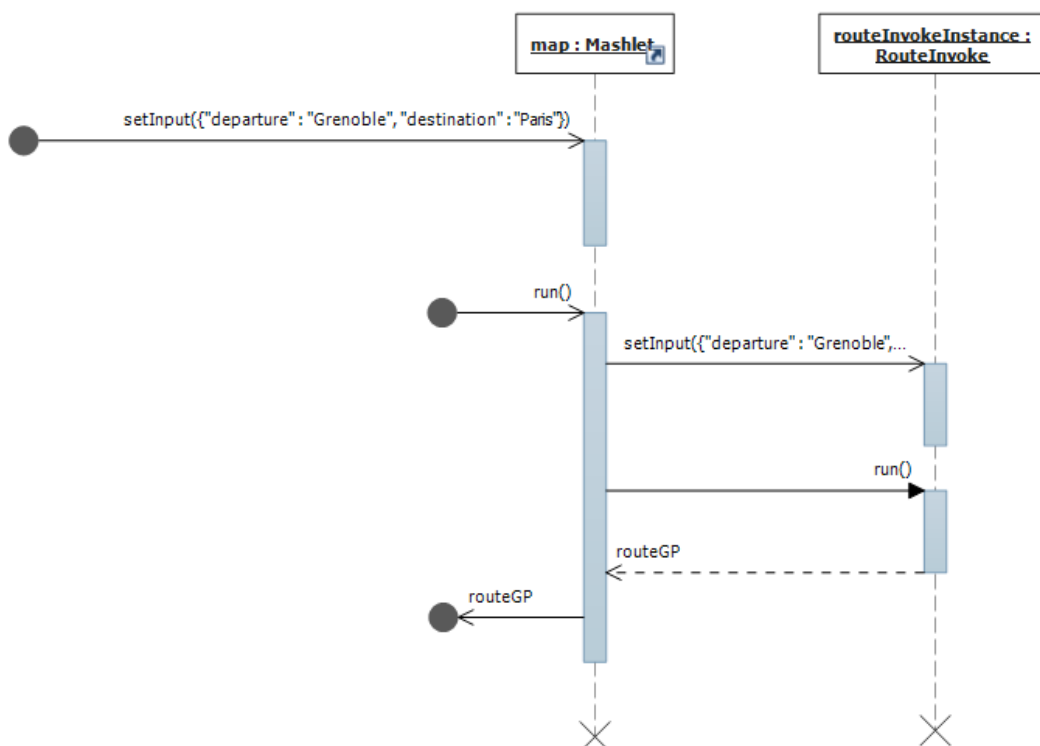 map : Mashlet
routeInvokeInstance :
RouteInvoke
setInput({"departure" : "Grenoble", "destination" : "Paris"})
run()
setInput({"departure" : "Grenoble",...
run()
routeGP
routeGP